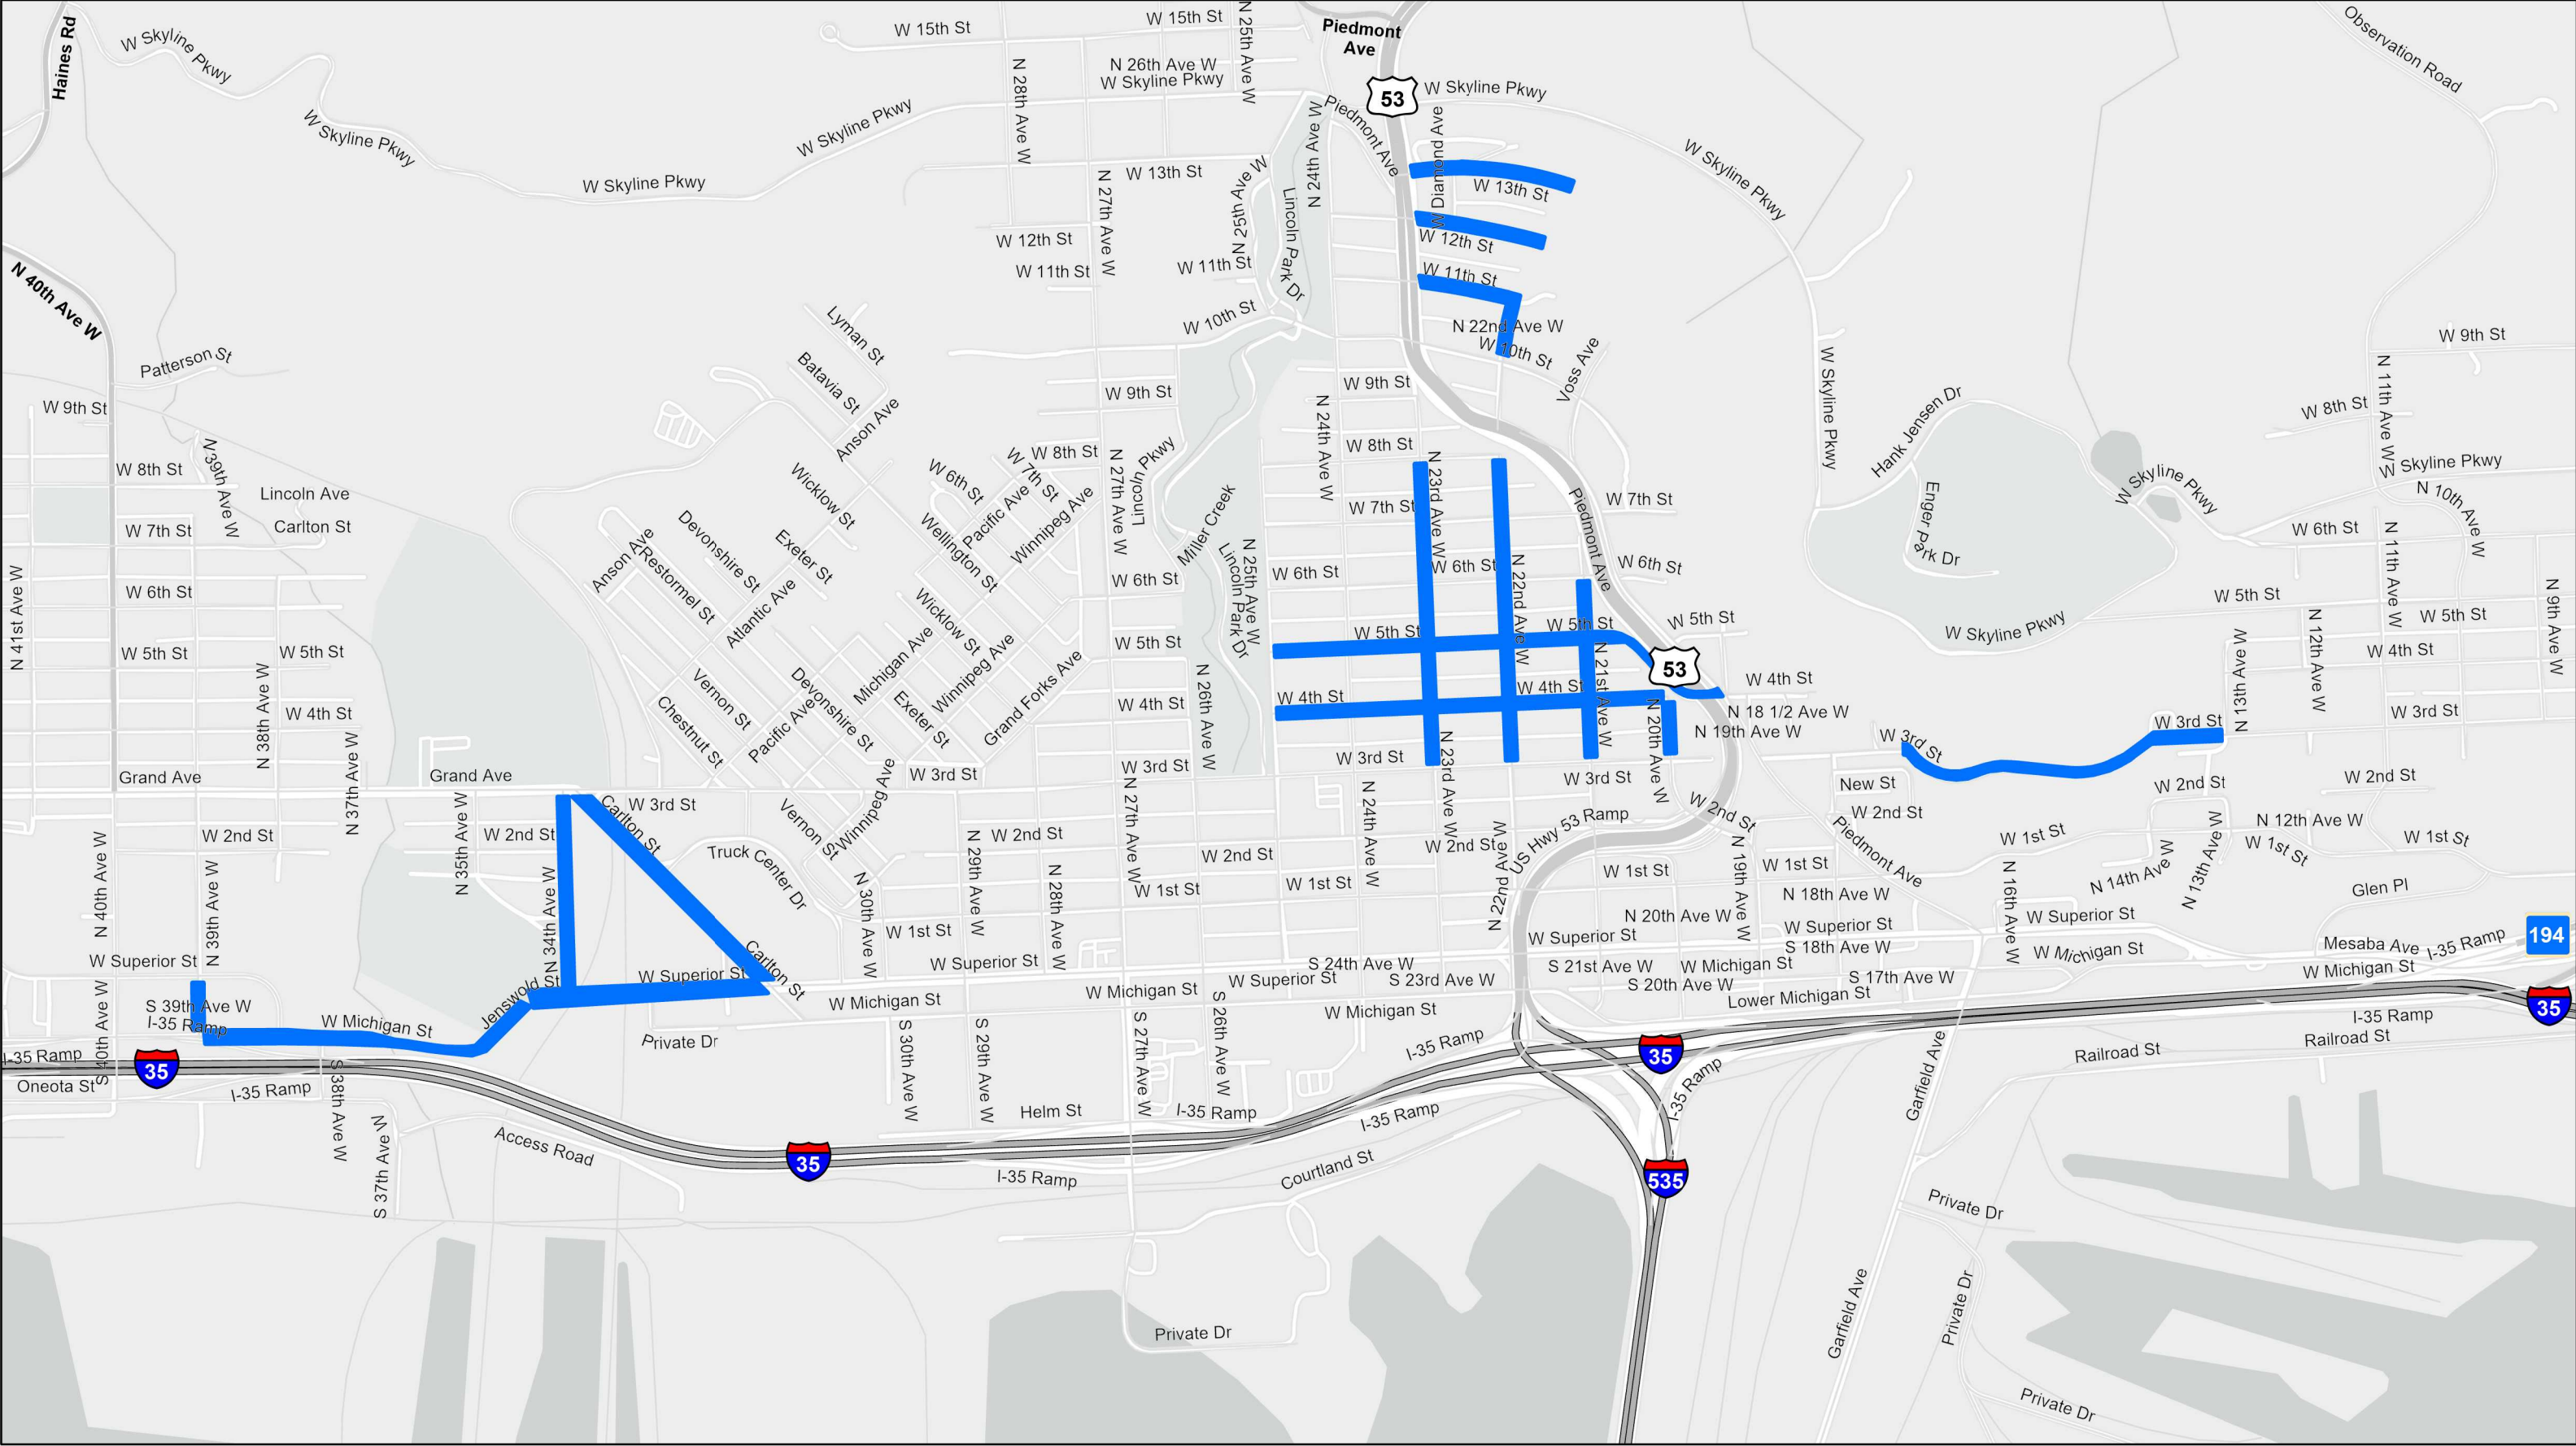 Haines Rd
W Skyline Pkwy
W 15th St
W 15th St
N 25th Ave W
Piedmont
Ave
Observation Road
N 28th Ave W
N 26th Ave W
W Skyline Pkwy
53
W Skyline Pkwy
W Skyline Pkwy
W Skyline Pkwy
W Skyline Pkwy
Piedmont Ave
N 24th Ave W
W Diamond Ave
W Skyline Pkwy
N 27th Ave W
W 13th St
N 25th Ave W
Lincoln Park Dr
W 13th St
W 12th St
W 11th St
W 11th St
W 12th St
W 11th St
N 40th Ave W
W 10th St
N 22nd Ave W
W 10th St
Voss Ave
W Skyline Pkwy
W 9th St
N 11th Ave W
Patterson St
Lyman St
Batavia St
Anson Ave
W 9th St
W 9th St
N 24th Ave W
Hank Jensen Dr
W 8th St
W 9th St
N 39th Ave W
W 8th St
Lincoln Ave
Carlton St
W 7th St
W 6th St
W 7th St
W 8th St
N 27th Ave W
Lincoln Pkwy
W 8th St
N 23rd Ave W
W 7th St
Piedmont Ave
W 7th St
Enger Park Dr
W Skyline Pkwy
W Skyline Pkwy
N 10th Ave W
W 6th St
N 11th Ave W
Wicklow St
Pacific Ave
Winnipeg Ave
Wellington St
Devonshire St
Exeter St
Anson Ave
Restormel St
Atlantic Ave
Miller Creek
Lincoln Park Dr
N 25th Ave W
N 41st Ave W
W 6th St
W 6th St
W 6th St
W 6th St
N 22nd Ave W
W 6th St
W 5th St
N 9th Ave W
W 5th St
W 5th St
N 38th Ave W
Wicklow St
Michigan Ave
Winnipeg Ave
Grand Forks Ave
W 5th St
N 26th Ave W
W 5th St
W 5th St
N 21st Ave W
W 5th St
53
W Skyline Pkwy
N 13th Ave W
N 12th Ave W
W 5th St
W 4th St
W 4th St
Vernon St
Chestnut St
Pacific Ave
Devonshire St
Exeter St
W 4th St
W 4th St
W 4th St
W 4th St
N 18 1/2 Ave W
N 19th Ave W
N 20th Ave W
W 3rd St
W 3rd St
W 3rd St
N 37th Ave W
Grand Ave
Grand Ave
W 3rd St
W 3rd St
N 27th Ave W
W 3rd St
N 23rd Ave W
W 3rd St
New St
W 2nd St
W 2nd St
N 35th Ave W
W 3rd St
Carlton St
Vernon St
Winnipeg Ave
N 24th Ave W
US Hwy 53 Ramp
W 2nd St
W 2nd St
Piedmont Ave
N 40th Ave W
W 2nd St
W 2nd St
Truck Center Dr
W 2nd St
W 2nd St
W 2nd St
N 22nd Ave W
W 1st St
N 12th Ave W
W 1st St
W 1st St
N 39th Ave W
N 34th Ave W
N 30th Ave W
N 29th Ave W
N 28th Ave W
W 1st St
W 1st St
W 1st St
N 19th Ave W
W 1st St
N 18th Ave W
N 16th Ave W
N 14th Ave W
N 13th Ave W
Glen Pl
W 1st St
N 20th Ave W
W Superior St
W Superior St
194
W Superior St
W Superior St
Carlton St
W Superior St
W Superior St
S 24th Ave W
S 23rd Ave W
W Superior St
S 18th Ave W
W Michigan St
Mesaba Ave
I-35 Ramp
W Michigan St
S 40th Ave W
S 39th Ave W
I-35 Ramp
W Michigan St
Jenswold St
W Michigan St
W Michigan St
S 26th Ave W
S 21st Ave W
W Michigan St
S 20th Ave W
S 17th Ave W
Lower Michigan St
W Michigan St
35
I-35 Ramp
I-35 Ramp
35
Oneota St
I-35 Ramp
S 38th Ave W
Private Dr
S 30th Ave W
S 29th Ave W
S 27th Ave W
I-35 Ramp
35
I-35 Ramp
Garfield Ave
Railroad St
Railroad St
Helm St
I-35 Ramp
I-35 Ramp
S 37th Ave W
Access Road
35
I-35 Ramp
Courtland St
535
Private Dr
Private Dr
Garfield Ave
Private Dr
Private Dr